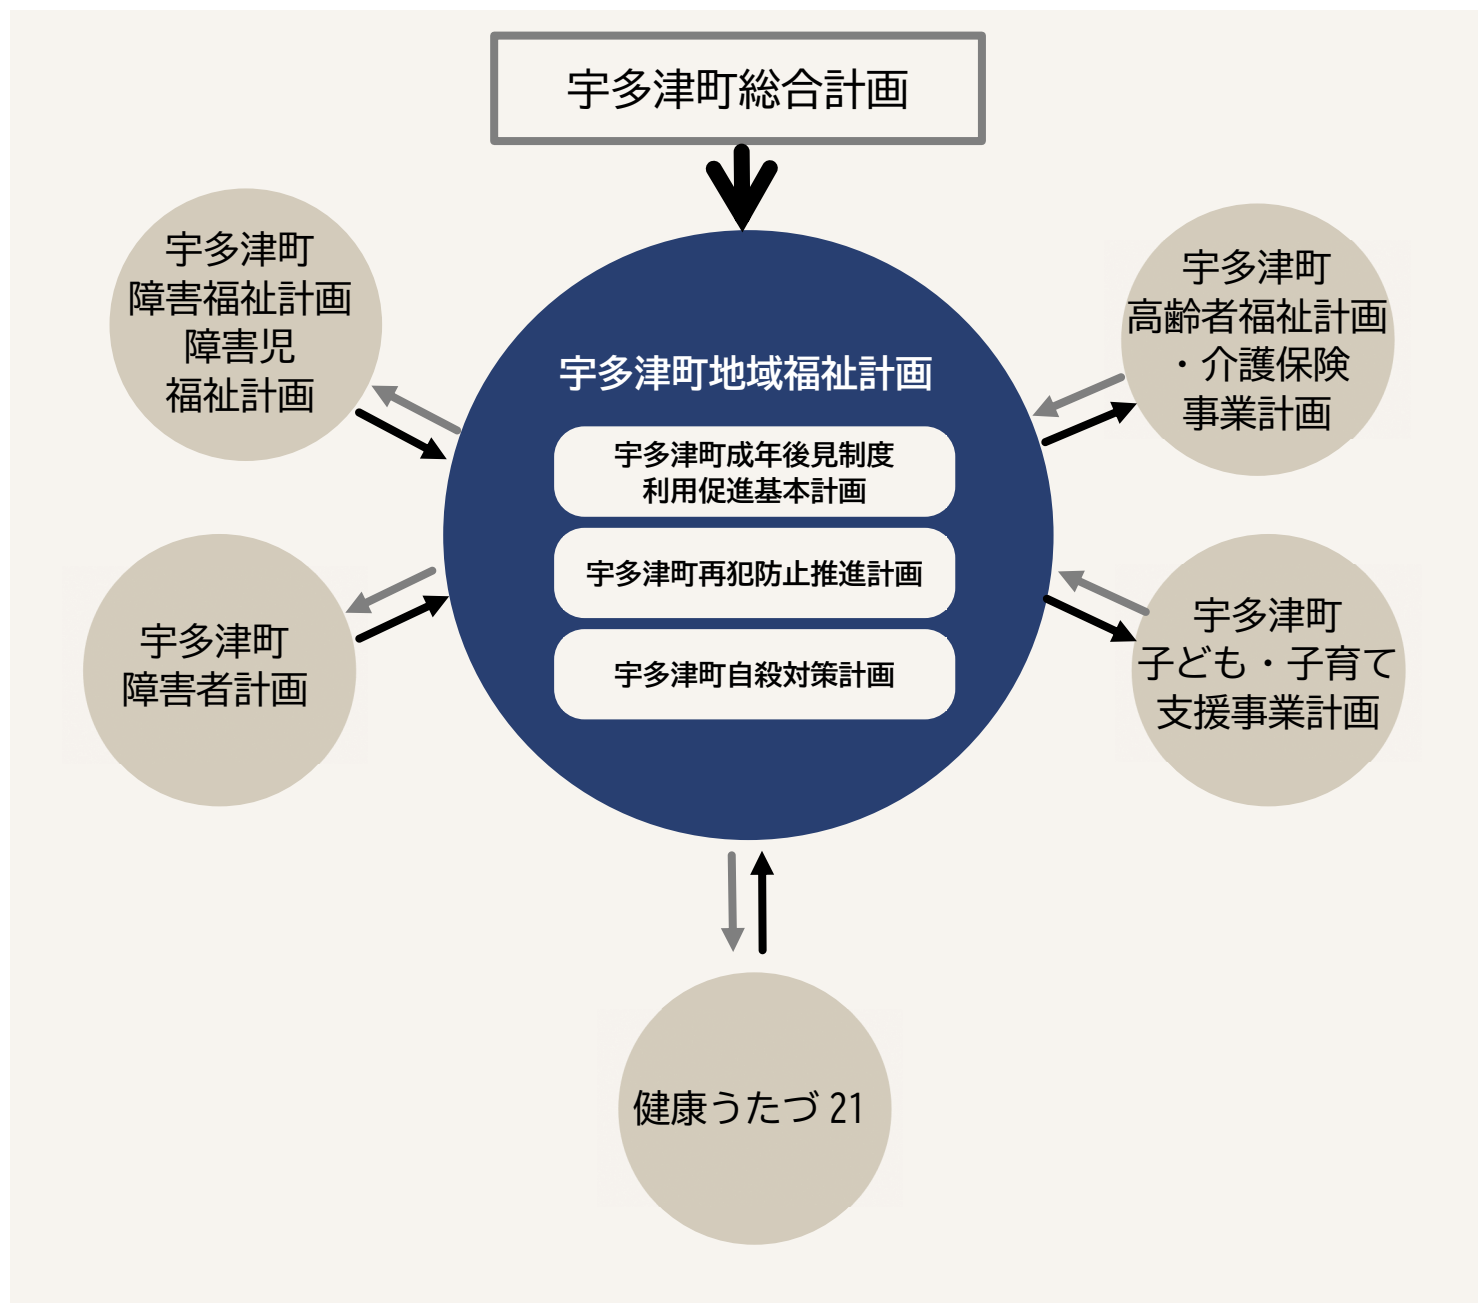 宇多津町総合計画
宇多津町
障害福祉計画
障害児
福祉計画
宇多津町
高齢者福祉計画
・介護保険
事業計画
宇多津町地域福祉計画
宇多津町成年後見制度
利用促進基本計画
宇多津町再犯防止推進計画
宇多津町自殺対策計画
宇多津町
障害者計画
宇多津町
子ども・子育て
支援事業計画
健康うたづ 21